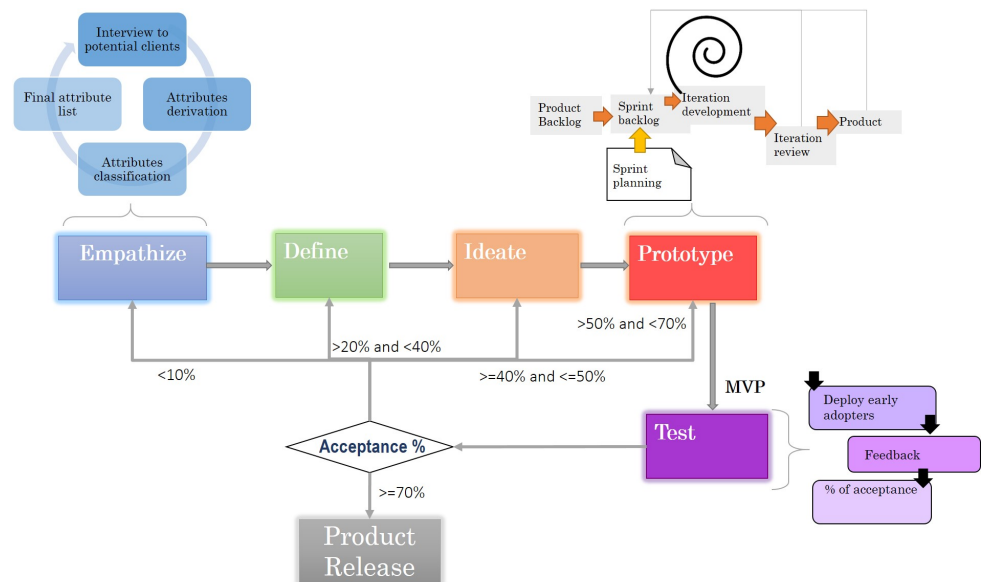 Interview to
potential clients
Final attribute
list
Attributes
derivation
Attributes
classification
Product
Backlog
Sprint
backlog
Iteration
development
Iteration
review
Product
Sprint
planning
Empathize
Define
Ideate
Prototype
>50% and <70%
>20% and <40%
<10%
>=40% and <=50%
MVP
Deploy early
adopters
Test
Feedback
% of acceptance
Acceptance %
>=70%
Product
Release